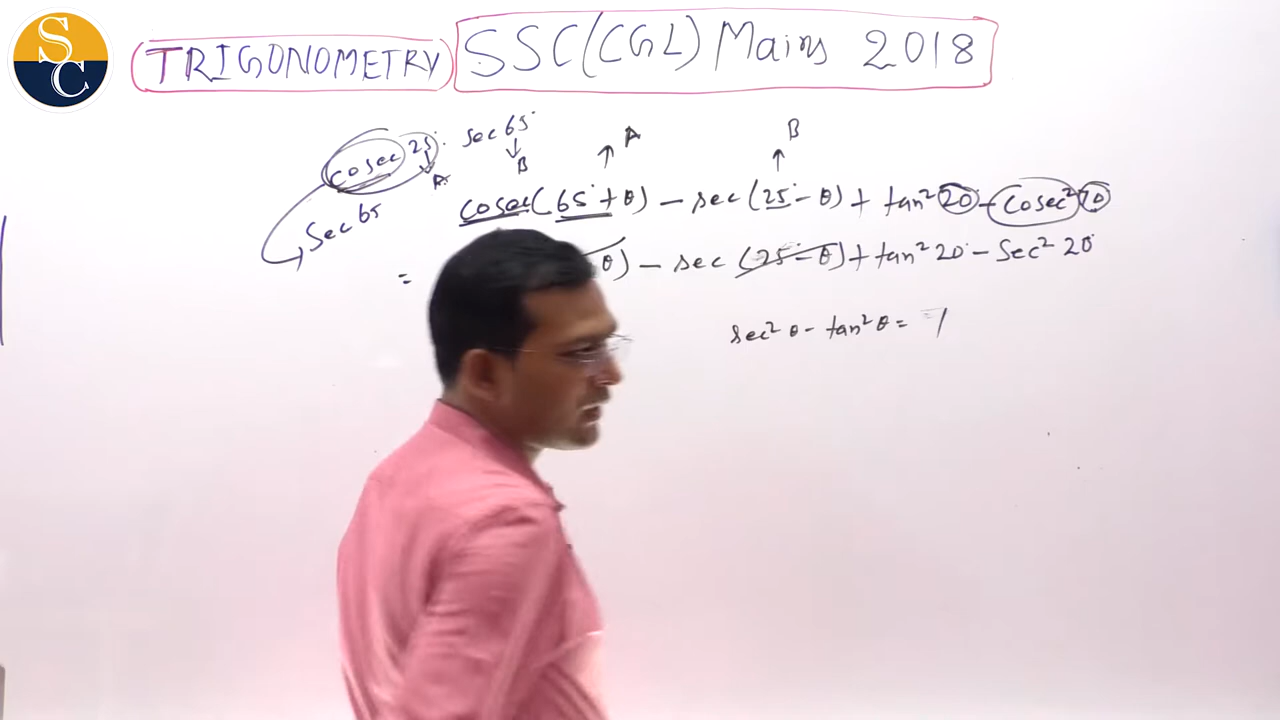 SC
(TRIGONOMETRY) SSC (CGL) Mains 2018
cosec 25°. sec 65°
A B A B
sec 65
cosec(65°+θ) - sec(25°-θ) + tan² 20 - cosec² 70
= θ) - sec(25°-θ) + tan² 20° - sec² 20°
sec² θ - tan² θ = 1